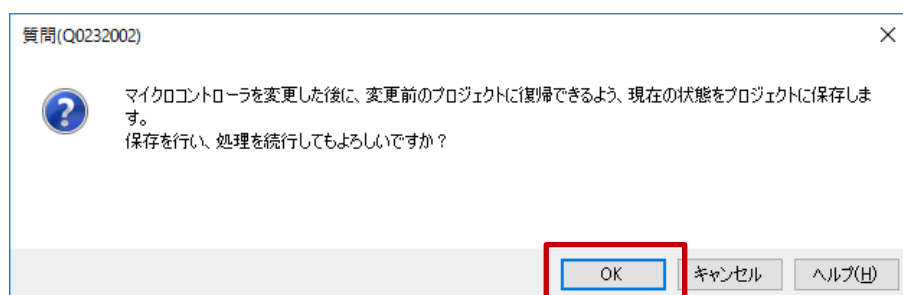 質問(Q0232002)
マイクロコントローラを変更した後に、変更前のプロジェクトに復帰できるよう、現在の状態をプロジェクトに保存しま
す。
保存を行い、処理を続行してもよろしいですか？
OK キャンセル ヘルプ(H)